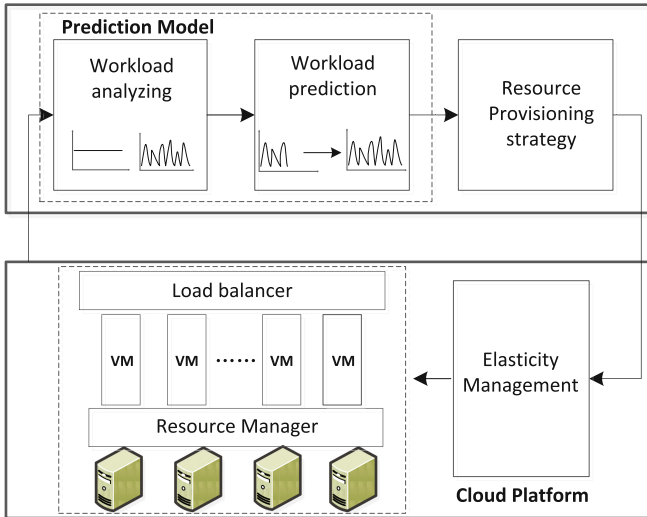 Prediction Model
Workload
analyzing
Workload
prediction
Resource
Provisioning
strategy
Load balancer
VM
VM
......
VM
VM
Resource Manager
Elasticity
Management
Cloud Platform